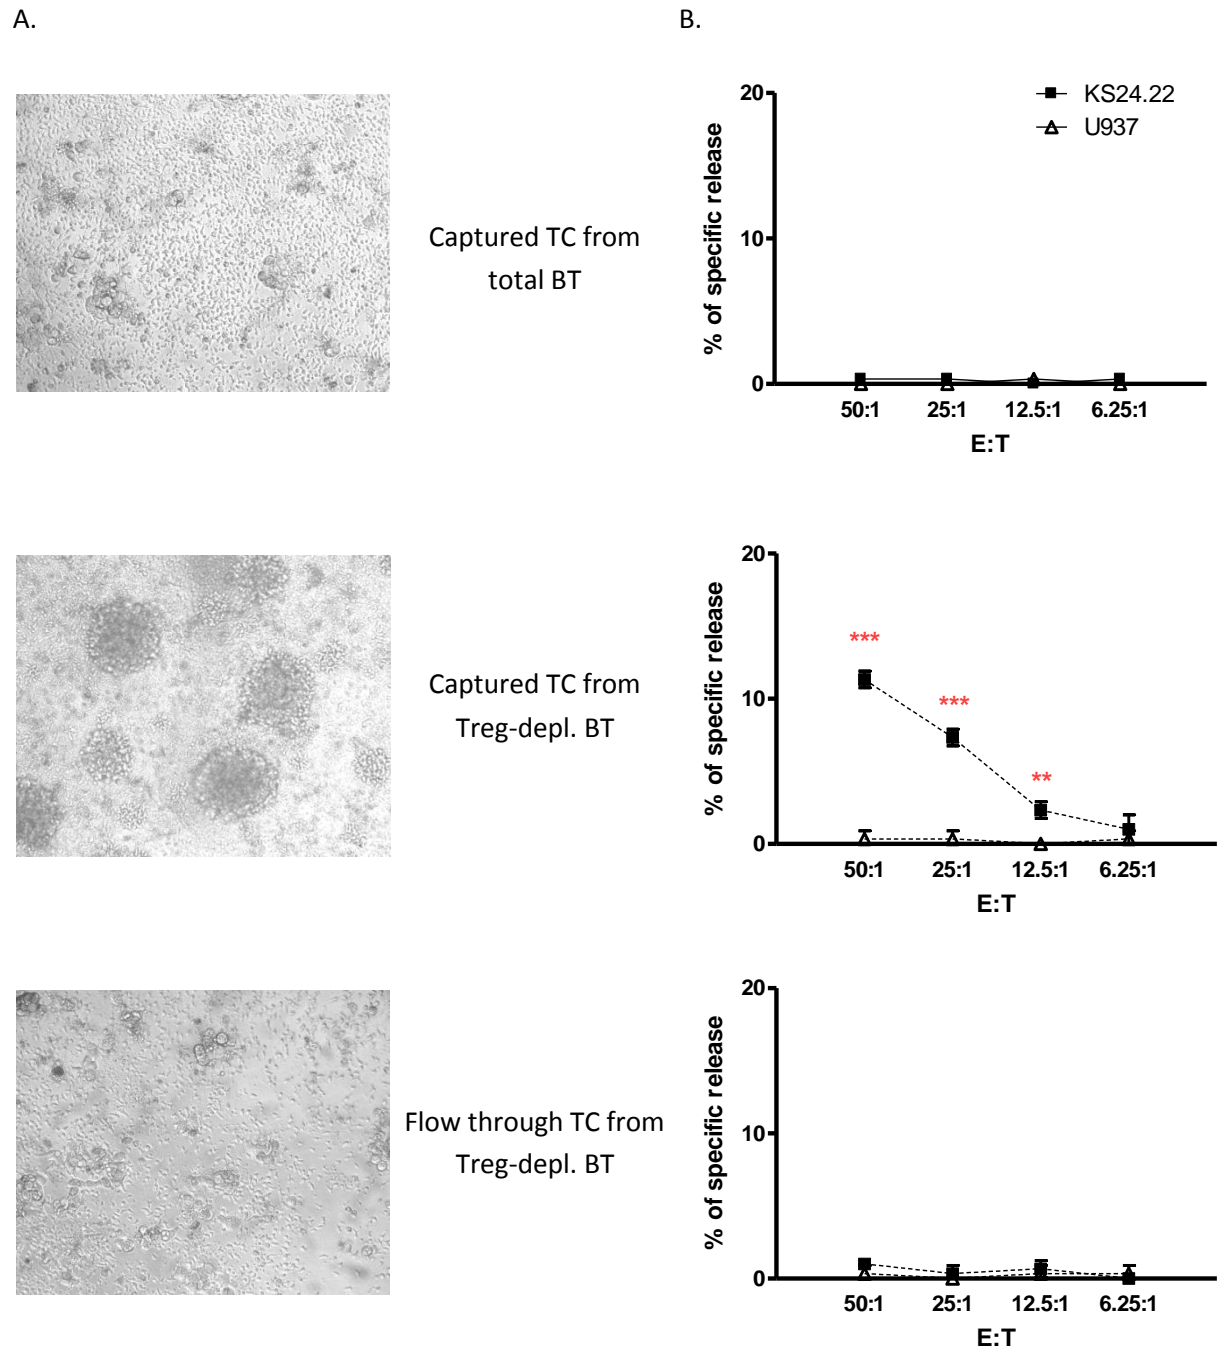 A.
B.
Captured TC from
total BT
KS24.22
U937
% of specific release
20
10
0
50:1 25:1 12.5:1 6.25:1
E:T
Captured TC from
Treg-depl. BT
% of specific release
20
10
0
***
***
**
50:1 25:1 12.5:1 6.25:1
E:T
Flow through TC from
Treg-depl. BT
% of specific release
20
10
0
50:1 25:1 12.5:1 6.25:1
E:T